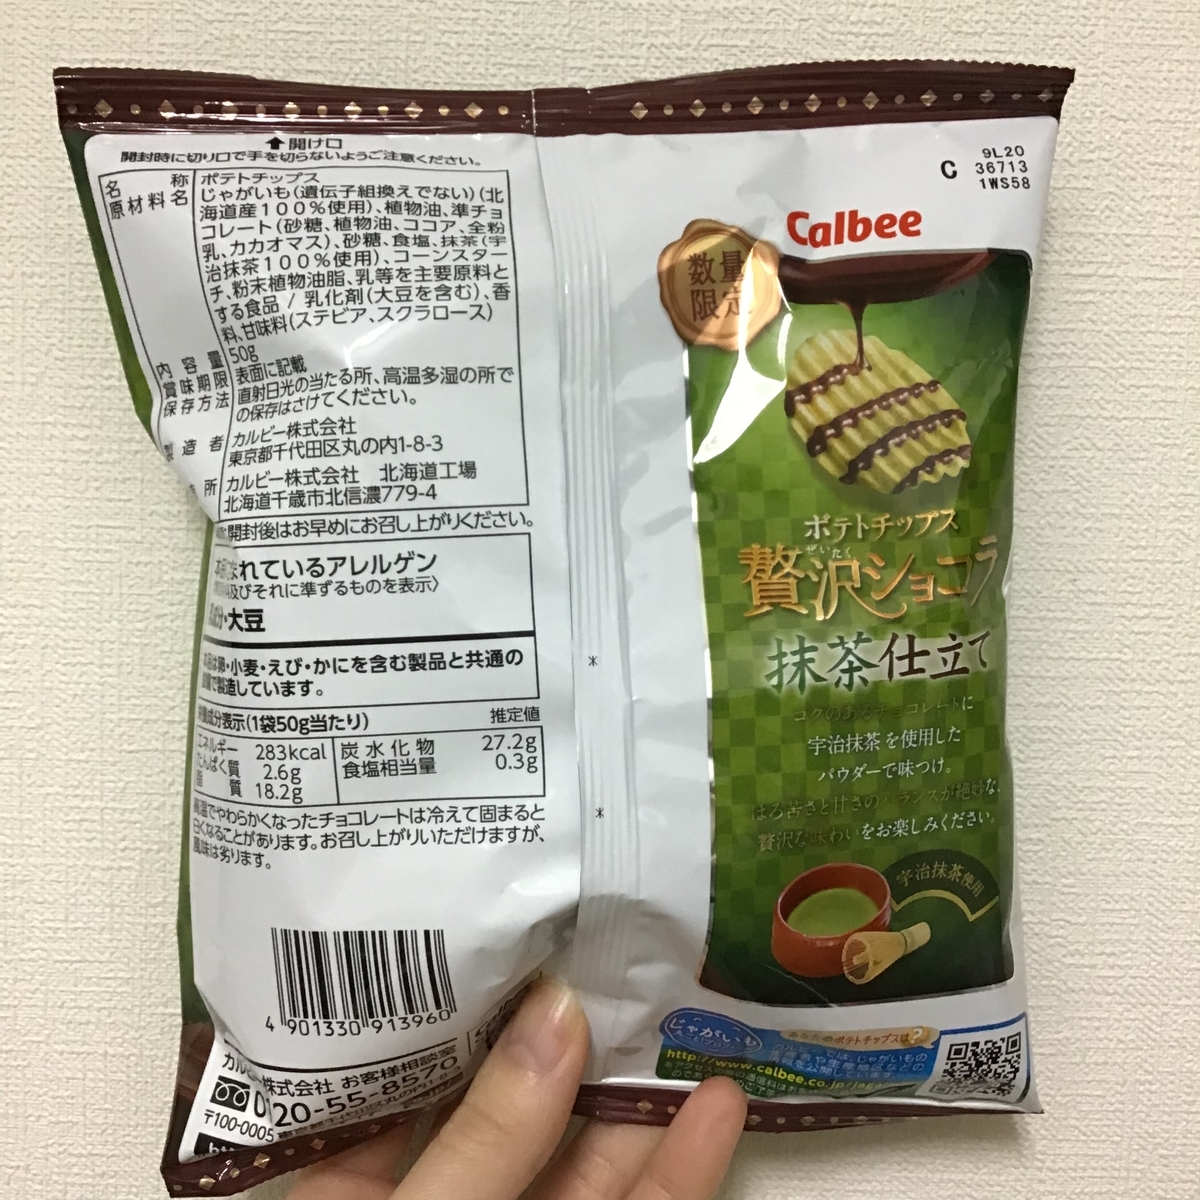 開け口
開封時に切り口で手を切らないようご注意ください。
名称 ポテトチップス
原材料名 じゃがいも(遺伝子組換えでない)(北
海道産100%使用)、植物油、準チョ
コレート(砂糖、植物油、ココア、全粉
乳、カカオマス)、砂糖、食塩、抹茶(宇
治抹茶100%使用)、コーンスター
チ、粉末植物油脂、乳等を主要原料と
する食品 / 乳化剤(大豆を含む)、香
料、甘味料(ステビア、スクラロース)
内容量 50g
賞味期限 表面に記載
保存方法 直射日光の当たる所、高温多湿の所で
の保存はさけてください。
製造者 カルビー株式会社
東京都千代田区丸の内1-8-3
所 カルビー株式会社 北海道工場
北海道千歳市北信濃779-4
開封後はお早めにお召し上がりください。
まれているアレルゲン
及びそれに準ずるものを表示〉
・大豆
卵・小麦・えび・かにを含む製品と共通の
で製造しています。
成分表示(1袋50g当たり) 推定値
エネルギー 283kcal 炭水化物 27.2g
たんぱく質 2.6g 食塩相当量 0.3g
脂質 18.2g
高温でやわらかくなったチョコレートは冷えて固まると
白くなることがあります。お召し上がりいただけますが、
風味は劣ります。
4 901330 913960
カルビー株式会社 お客様相談室
20-55-8570
〒100-0005
C
9L20
36713
1WS58
Calbee
数量
限定
ポテトチップス
ぜいたく
贅沢ショコラ
抹茶仕立て
コクのあるチョコレートに
宇治抹茶を使用した
パウダーで味つけ。
ほろ苦さと甘さのバランスが絶妙な、
贅沢な味わいをお楽しみください。
宇治抹茶使用
じゃがいも
あなたのポテトチップスは?
http://www.calbee.co.jp/